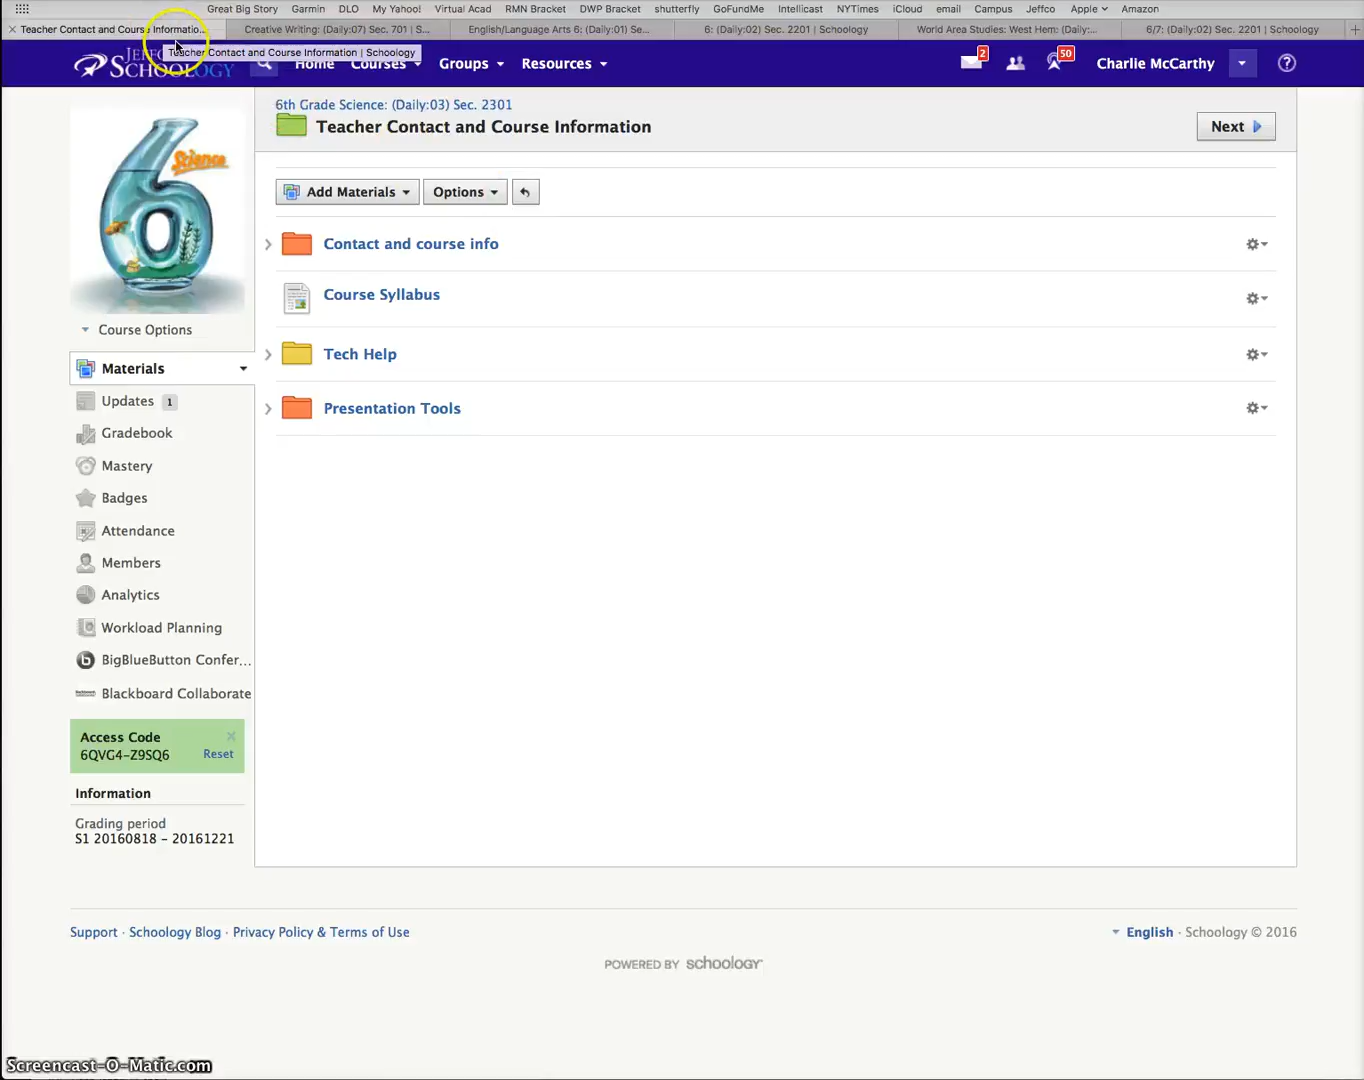 Great Big Story Garmin DLO My Yahoo! Virtual Acad RMN Bracket DWP Bracket shutterfly GoFundMe Intellicast NYTimes iCloud email Campus Jeffco Apple Amazon
Teacher Contact and Course Informatio... Creative Writing: (Daily:07) Sec. 701 | S... English/Language Arts 6: (Daily:01) Se... 6: (Daily:02) Sec. 2201 | Schoology World Area Studies: West Hem: (Daily:... 6/7: (Daily:02) Sec. 2201 | Schoology
Teacher Contact and Course Information | Schoology
SCHOOLOGY Home Courses Groups Resources 2 50 Charlie McCarthy ?
6th Grade Science: (Daily:03) Sec. 2301
Teacher Contact and Course Information
Next
6 Science
Add Materials Options
Contact and course info
Course Syllabus
Tech Help
Presentation Tools
Course Options
Materials
Updates 1
Gradebook
Mastery
Badges
Attendance
Members
Analytics
Workload Planning
BigBlueButton Confer...
Blackboard Collaborate
Access Code
6QVG4-Z9SQ6 Reset
Information
Grading period
S1 20160818 - 20161221
Support · Schoology Blog · Privacy Policy & Terms of Use
English · Schoology © 2016
POWERED BY schoology
Screencast-O-Matic.com